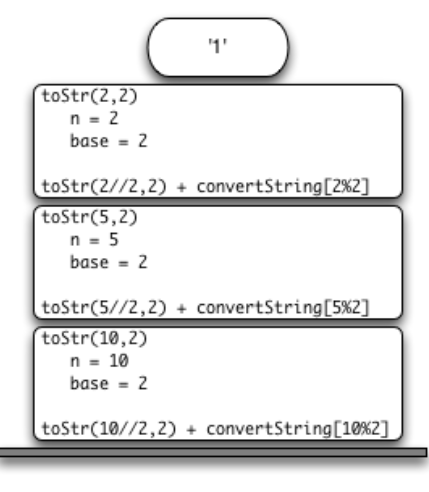 '1'
toStr(2,2)
n = 2
base = 2
toStr(2//2,2) + convertString[2%2]
toStr(5,2)
n = 5
base = 2
toStr(5//2,2) + convertString[5%2]
toStr(10,2)
n = 10
base = 2
toStr(10//2,2) + convertString[10%2]